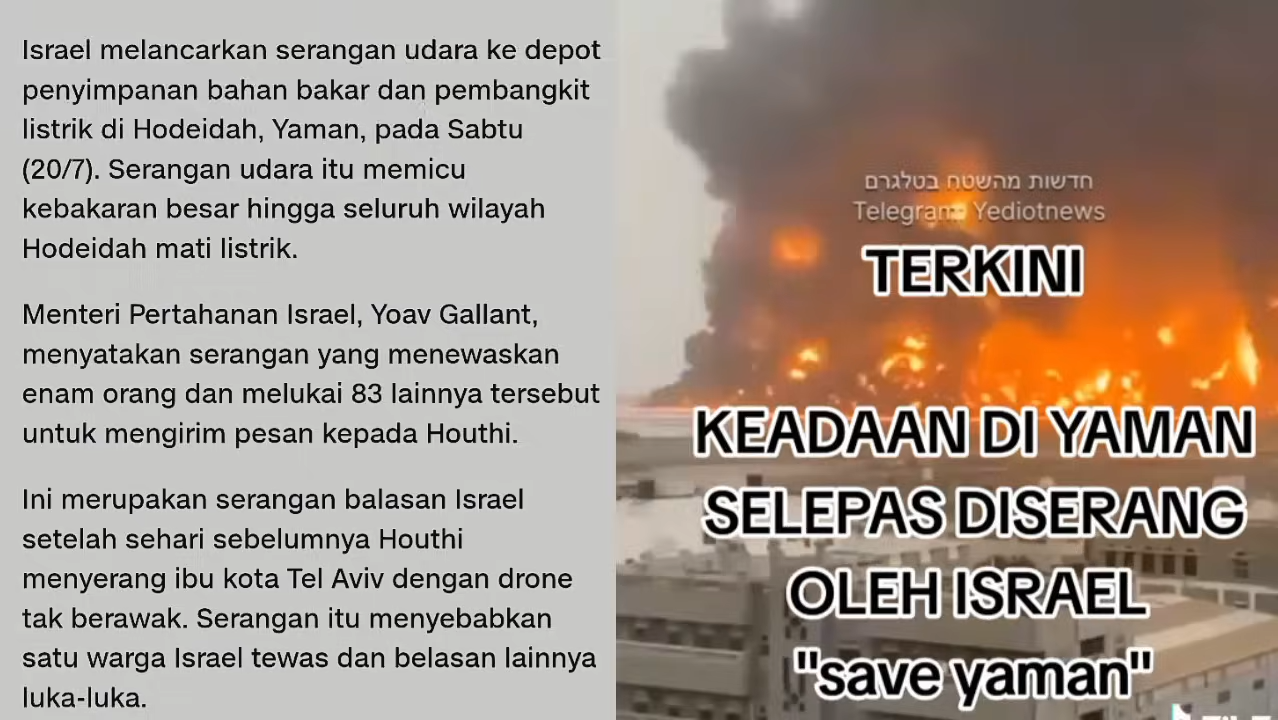 Israel melancarkan serangan udara ke depot
penyimpanan bahan bakar dan pembangkit
listrik di Hodeidah, Yaman, pada Sabtu
(20/7). Serangan udara itu memicu
kebakaran besar hingga seluruh wilayah
Hodeidah mati listrik.
Menteri Pertahanan Israel, Yoav Gallant,
menyatakan serangan yang menewaskan
enam orang dan melukai 83 lainnya tersebut
untuk mengirim pesan kepada Houthi.
Ini merupakan serangan balasan Israel
setelah sehari sebelumnya Houthi
menyerang ibu kota Tel Aviv dengan drone
tak berawak. Serangan itu menyebabkan
satu warga Israel tewas dan belasan lainnya
luka-luka.
חדשות מהשטח בטלגרם
Telegram: Yediotnews
TERKINI
KEADAAN DI YAMAN
SELEPAS DISERANG
OLEH ISRAEL
"save yaman"